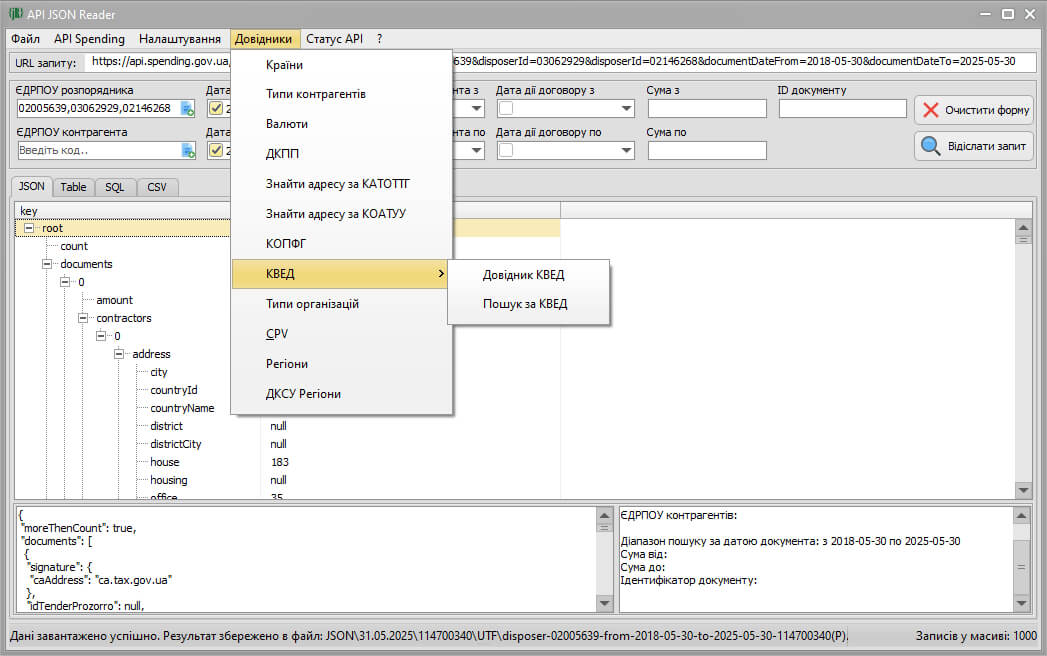 API JSON Reader
Файл API Spending Налаштування Довідники Статус API ?
URL запиту: https://api.spending.gov.ua, 639&disposerId=03062929&disposerId=02146268&documentDateFrom=2018-05-30&documentDateTo=2025-05-30
Країни
Типи контрагентів
Валюти
ДКПП
Знайти адресу за КАТОТТГ
Знайти адресу за КОАТУУ
КОПФГ
КВЕД
Типи організацій
CPV
Регіони
ДКСУ Регіони
Довідник КВЕД
Пошук за КВЕД
ЄДРПОУ розпорядника Дата нта з Дата дії договору з Сума з ID документу
02005639,03062929,02146268 2
Очистити форму
ЄДРПОУ контрагента Дата нта по Дата дії договору по Сума по
Введіть код.. 2
Відіслати запит
JSON Table SQL CSV
key
root
count
documents
0
amount
contractors
0
address
city
countryId
countryName
district null
districtCity null
house 183
housing null
office 35
{
"moreThenCount": true,
"documents": [
{
"signature": {
"caAddress": "ca.tax.gov.ua"
},
"idTenderProzorro": null,
ЄДРПОУ контрагентів:
Діапазон пошуку за датою документа: з 2018-05-30 по 2025-05-30
Сума від:
Сума до:
Ідентифікатор документу:
Дані завантажено успішно. Результат збережено в файл: JSON\31.05.2025\114700340\UTF\disposer-02005639-from-2018-05-30-to-2025-05-30-114700340(P). Записів у масиві: 1000